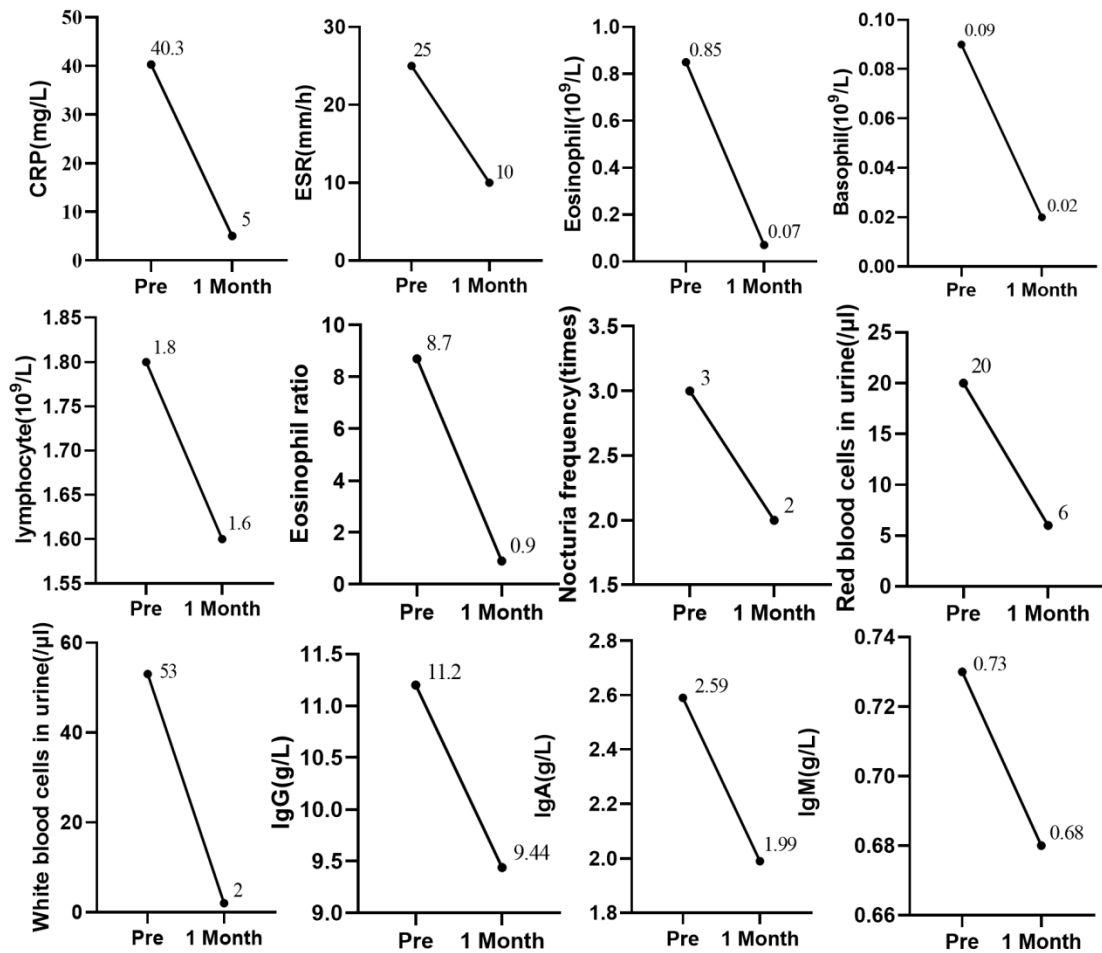 CRP(mg/L)
50
40
30
20
10
0
40.3
5
Pre
1 Month
ESR(mm/h)
30
20
10
0
25
10
Pre
1 Month
Eosinophil(10⁹/L)
1.0
0.8
0.6
0.4
0.2
0.0
0.85
0.07
Pre
1 Month
Basophil(10⁹/L)
0.10
0.08
0.06
0.04
0.02
0.00
0.09
0.02
Pre
1 Month
lymphocyte(10⁹/L)
1.85
1.80
1.75
1.70
1.65
1.60
1.55
1.8
1.6
Pre
1 Month
Eosinophil ratio
10
8
6
4
2
0
8.7
0.9
Pre
1 Month
Nocturia frequency(times)
3.5
3.0
2.5
2.0
1.5
3
2
Pre
1 Month
Red blood cells in urine(/µl)
25
20
15
10
5
0
20
6
Pre
1 Month
White blood cells in urine(/µl)
60
40
20
0
53
2
Pre
1 Month
IgG(g/L)
11.5
11.0
10.5
10.0
9.5
9.0
11.2
9.44
Pre
1 Month
IgA(g/L)
2.8
2.6
2.4
2.2
2.0
1.8
2.59
1.99
Pre
1 Month
IgM(g/L)
0.74
0.72
0.70
0.68
0.66
0.73
0.68
Pre
1 Month